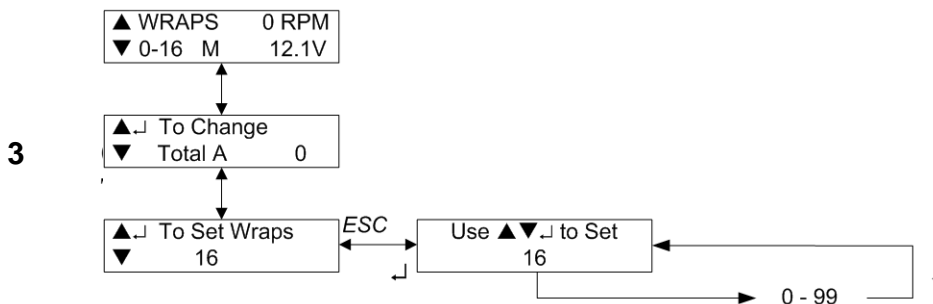 ▲ WRAPS 0 RPM
▼ 0-16 M 12.1V
▲↵ To Change
▼ Total A 0
3
▲↵ To Set Wraps
▼ 16
ESC
↵
Use ▲▼↵ to Set
16
0 - 99